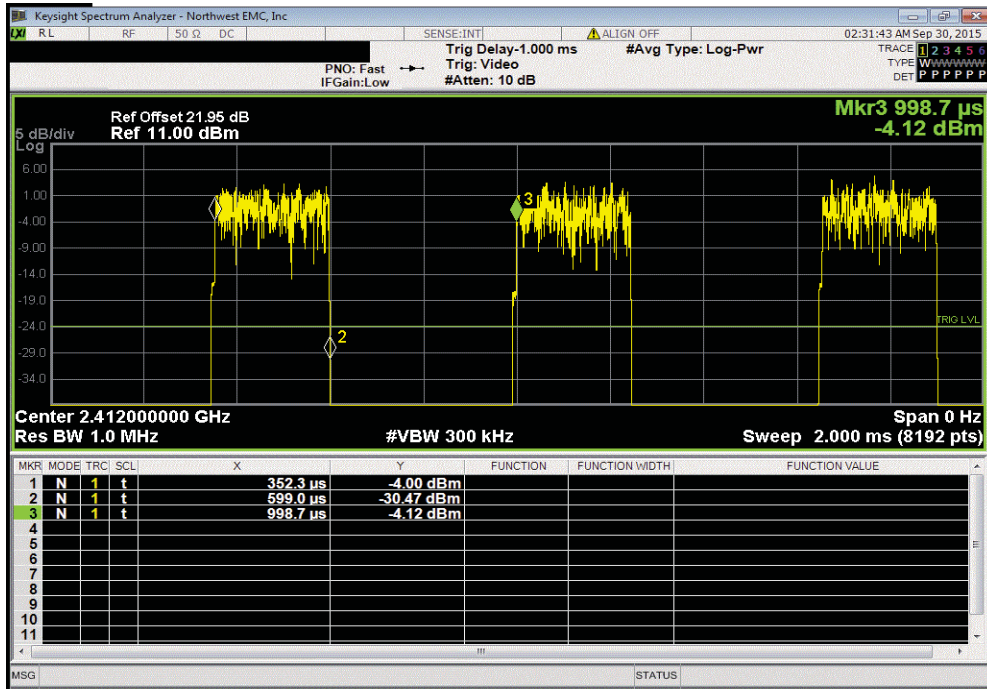 Keysight Spectrum Analyzer - Northwest EMC, Inc
LXI RL RF 50 Ω DC SENSE:INT ALIGN OFF 02:31:43 AM Sep 30, 2015
Trig Delay-1.000 ms #Avg Type: Log-Pwr TRACE 1 2 3 4 5 6
PNO: Fast Trig: Video TYPE WWWWWW
IFGain:Low #Atten: 10 dB DET P P P P P P
Mkr3 998.7 µs
-4.12 dBm
Ref Offset 21.95 dB
5 dB/div Ref 11.00 dBm
Log
6.00
1.00
-4.00
-9.00
-14.0
-19.0
-24.0
-29.0
-34.0
3
2
TRIG LVL
Center 2.412000000 GHz Span 0 Hz
Res BW 1.0 MHz #VBW 300 kHz Sweep 2.000 ms (8192 pts)
MKR MODE TRC SCL X Y FUNCTION FUNCTION WIDTH FUNCTION VALUE
1 N 1 t 352.3 µs -4.00 dBm
2 N 1 t 599.0 µs -30.47 dBm
3 N 1 t 998.7 µs -4.12 dBm
4
5
6
7
8
9
10
11
MSG STATUS